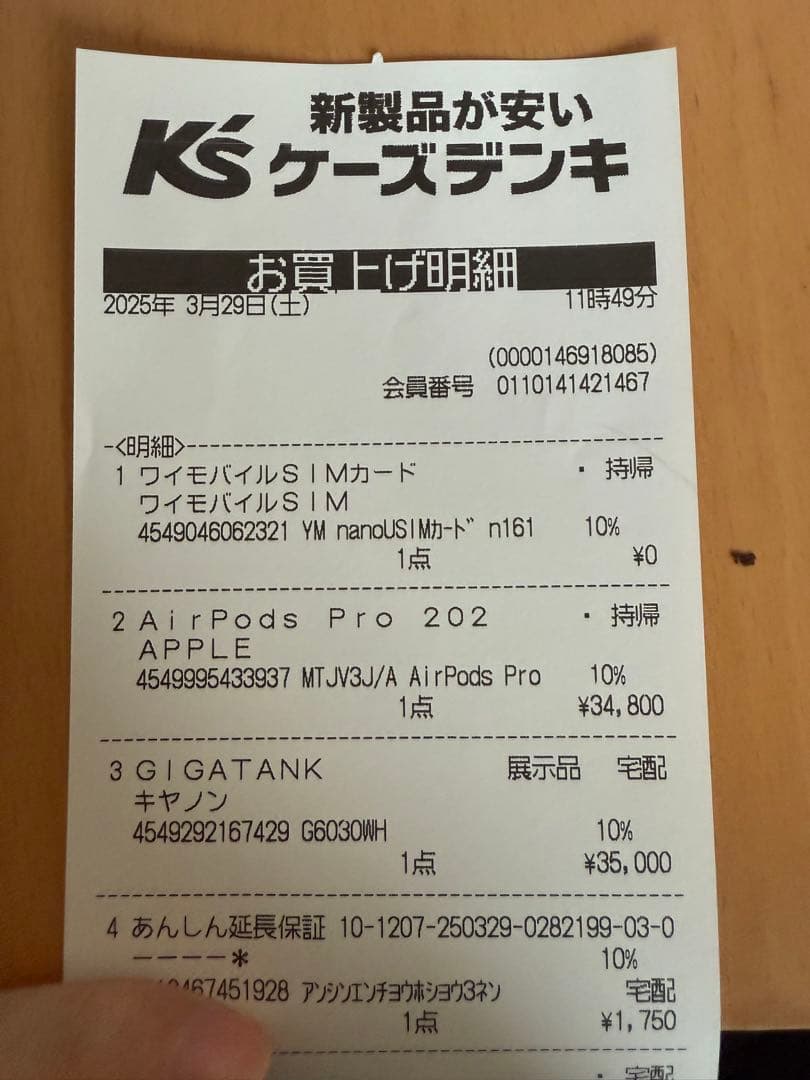 新製品が安い
K's ケーズデンキ
お買上げ明細
2025年 3月29日(土) 11時49分
(0000146918085)
会員番号 0110141421467
-<明細>-
1 ワイモバイルSIMカード ・ 持帰
ワイモバイルSIM
4549046062321 YM nanoUSIMｶｰﾄﾞ n161 10%
1点 ¥0
2 AirPods Pro 202 ・ 持帰
APPLE
4549995433937 MTJV3J/A AirPods Pro 10%
1点 ¥34,800
3 GIGATANK 展示品 宅配
キヤノン
4549292167429 G6030WH 10%
1点 ¥35,000
4 あんしん延長保証 10-1207-250329-0282199-03-0
ーーーー* 10%
67451928 ｱﾝｼﾝｴﾝﾁｮｳﾎｼｮｳ3ﾈﾝ 宅配
1点 ¥1,750
・ 宅配